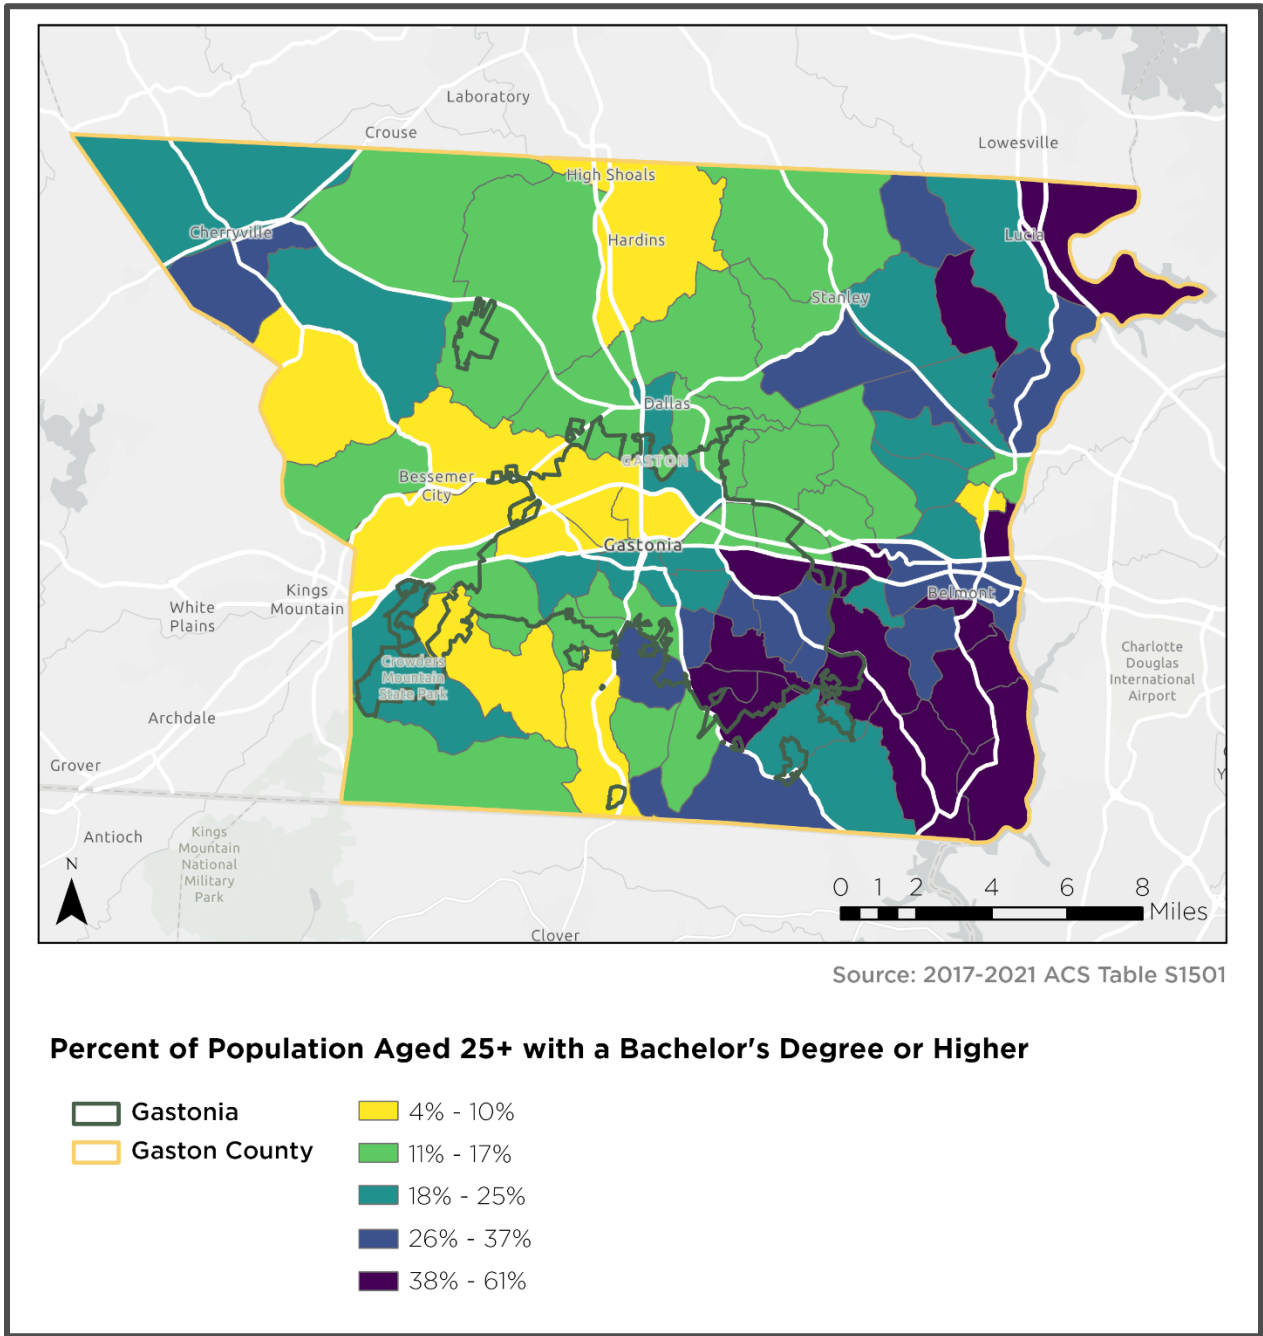 Laboratory
Crouse
Lowesville
High Shoals
Cherryville
Hardins
Lucia
Stanley
Dallas
GASTON
Bessemer
City
Gastonia
Kings
Mountain
White
Plains
Belmont
Crowders
Mountain
State Park
Charlotte
Douglas
International
Airport
Archdale
Grover
Y
Antioch
Kings
Mountain
National
Military
Park
N
0 1 2 4 6 8
Miles
Clover
Source: 2017-2021 ACS Table S1501
Percent of Population Aged 25+ with a Bachelor's Degree or Higher
Gastonia
Gaston County
4% - 10%
11% - 17%
18% - 25%
26% - 37%
38% - 61%